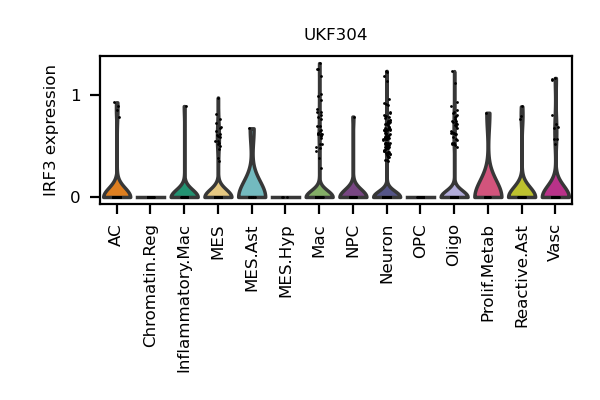 UKF304
IRF3 expression
1
0
AC
Chromatin.Reg
Inflammatory.Mac
MES
MES.Ast
MES.Hyp
Mac
NPC
Neuron
OPC
Oligo
Prolif.Metab
Reactive.Ast
Vasc